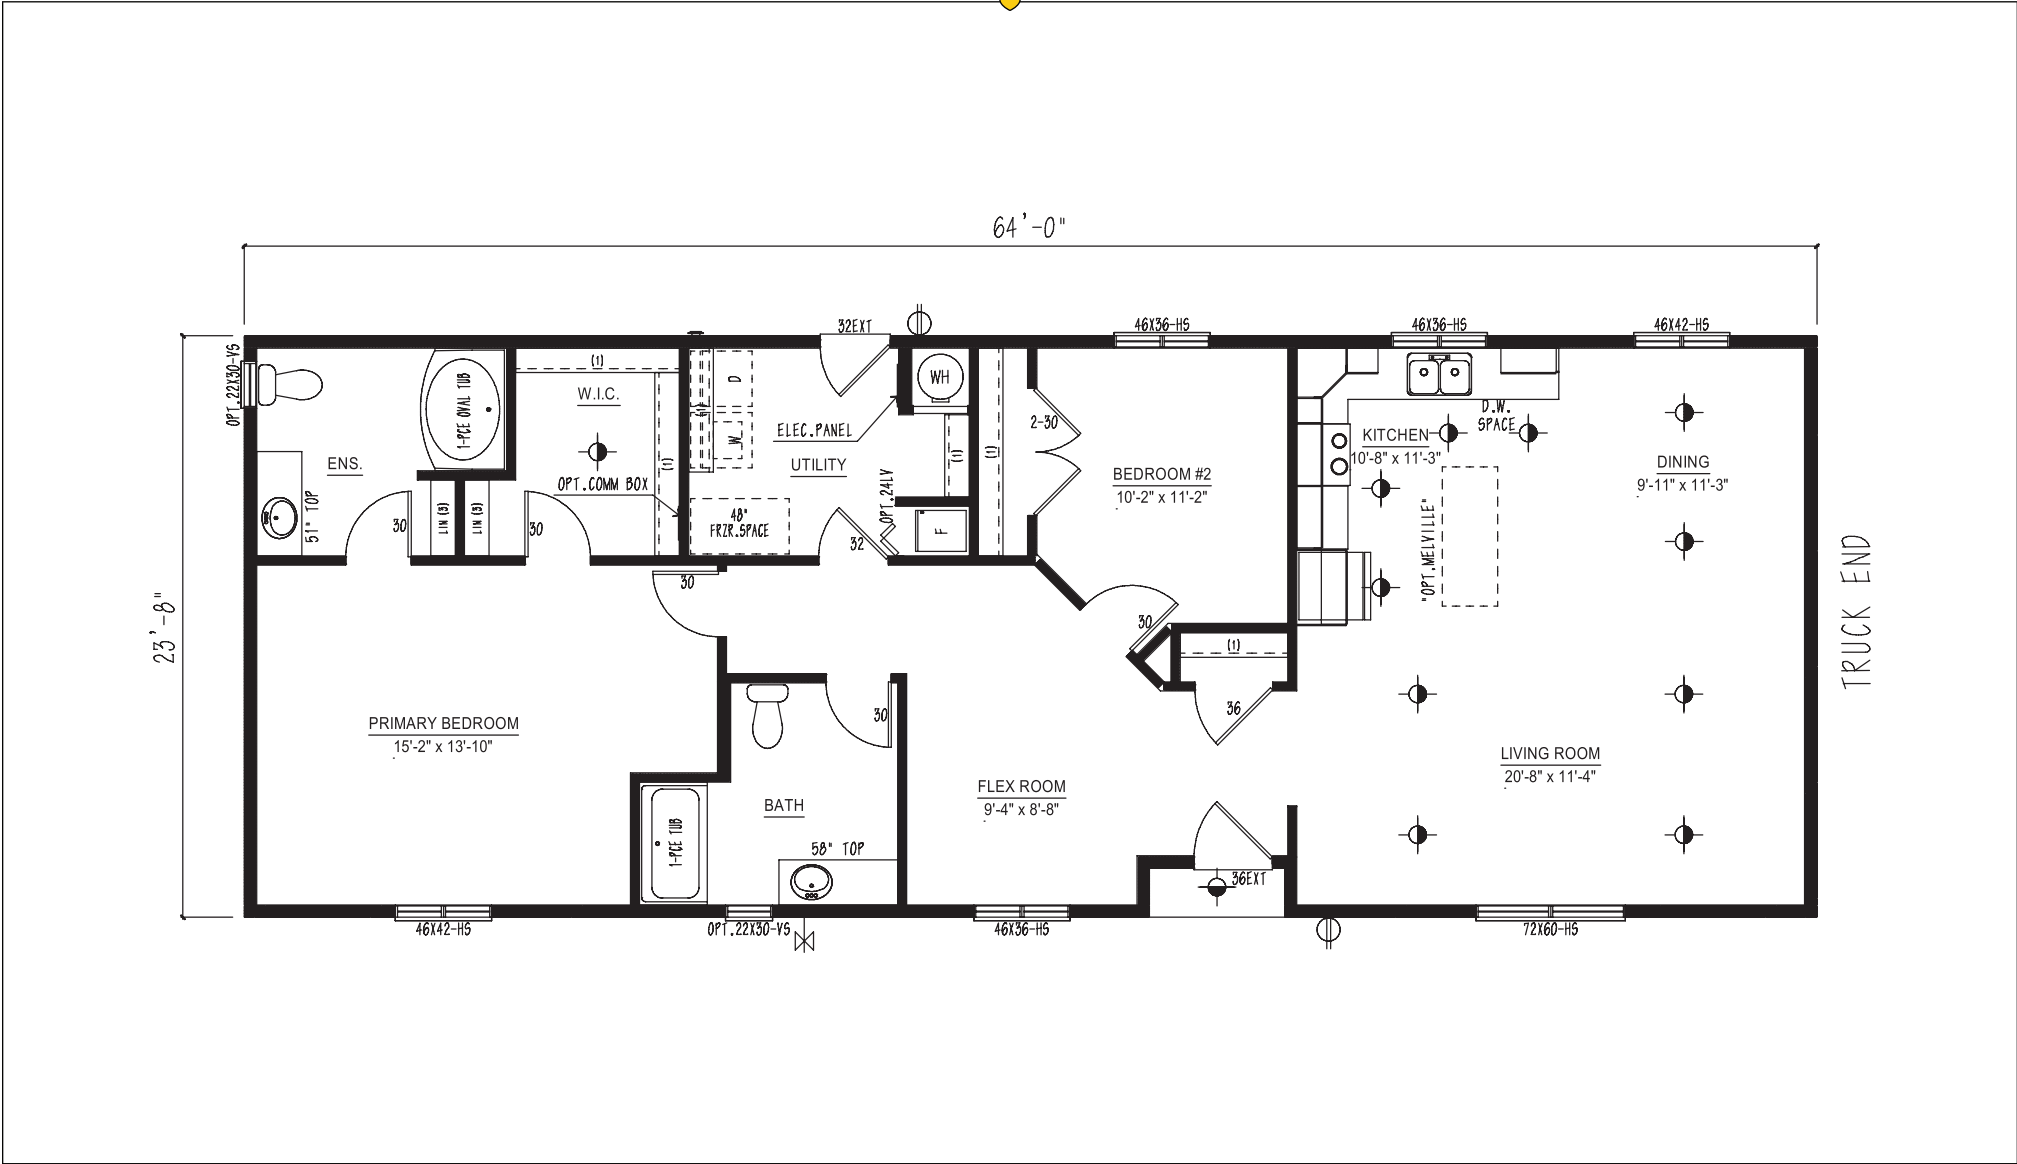 64'-0"
32EXT
46X36-HS
46X36-HS
46X42-HS
OPT.22X30-VS
1-PCE OVAL TUB
(1)
W.I.C.
(1)
D
W
(1)
WH
ELEC.PANEL
UTILITY
(1)
(1)
2-30
BEDROOM #2
10'-2" x 11'-2"
D.W.
SPACE
KITCHEN
10'-8" x 11'-3"
DINING
9'-11" x 11'-3"
ENS.
51" TOP
30
LIN (3)
LIN (3)
30
OPT.COMM BOX
48"
FRZR.SPACE
OPT.24LV
32
F
"OPT.MELVILLE"
TRUCK END
23'-8"
30
30
(1)
36
30
PRIMARY BEDROOM
15'-2" x 13'-10"
LIVING ROOM
20'-8" x 11'-4"
FLEX ROOM
9'-4" x 8'-8"
BATH
1-PCE TUB
58" TOP
36EXT
46X42-HS
OPT.22X30-VS
46X36-HS
72X60-HS